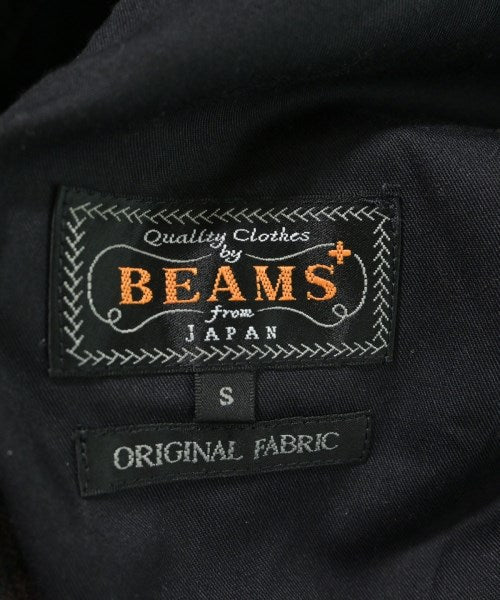 Quality Clothes
by
BEAMS+
from
JAPAN
S
ORIGINAL FABRIC